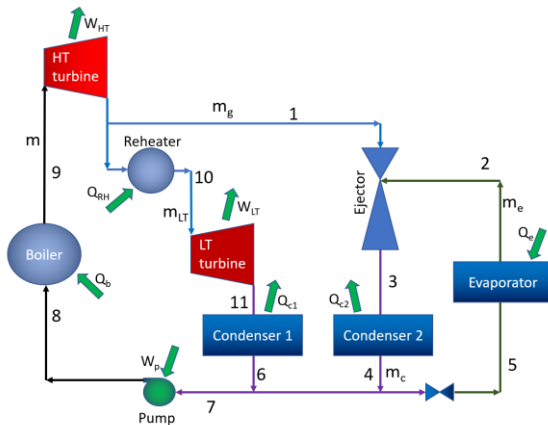 W_HT
HT
turbine
m_g
1
m
Reheater
9
2
Q_RH
10
m_LT
W_LT
Ejector
m_e
Q_e
Boiler
LT
turbine
Q_b
3
Evaporator
11
Q_c1
Q_c2
8
Condenser 1
Condenser 2
W_p
6
4
m_c
5
7
Pump